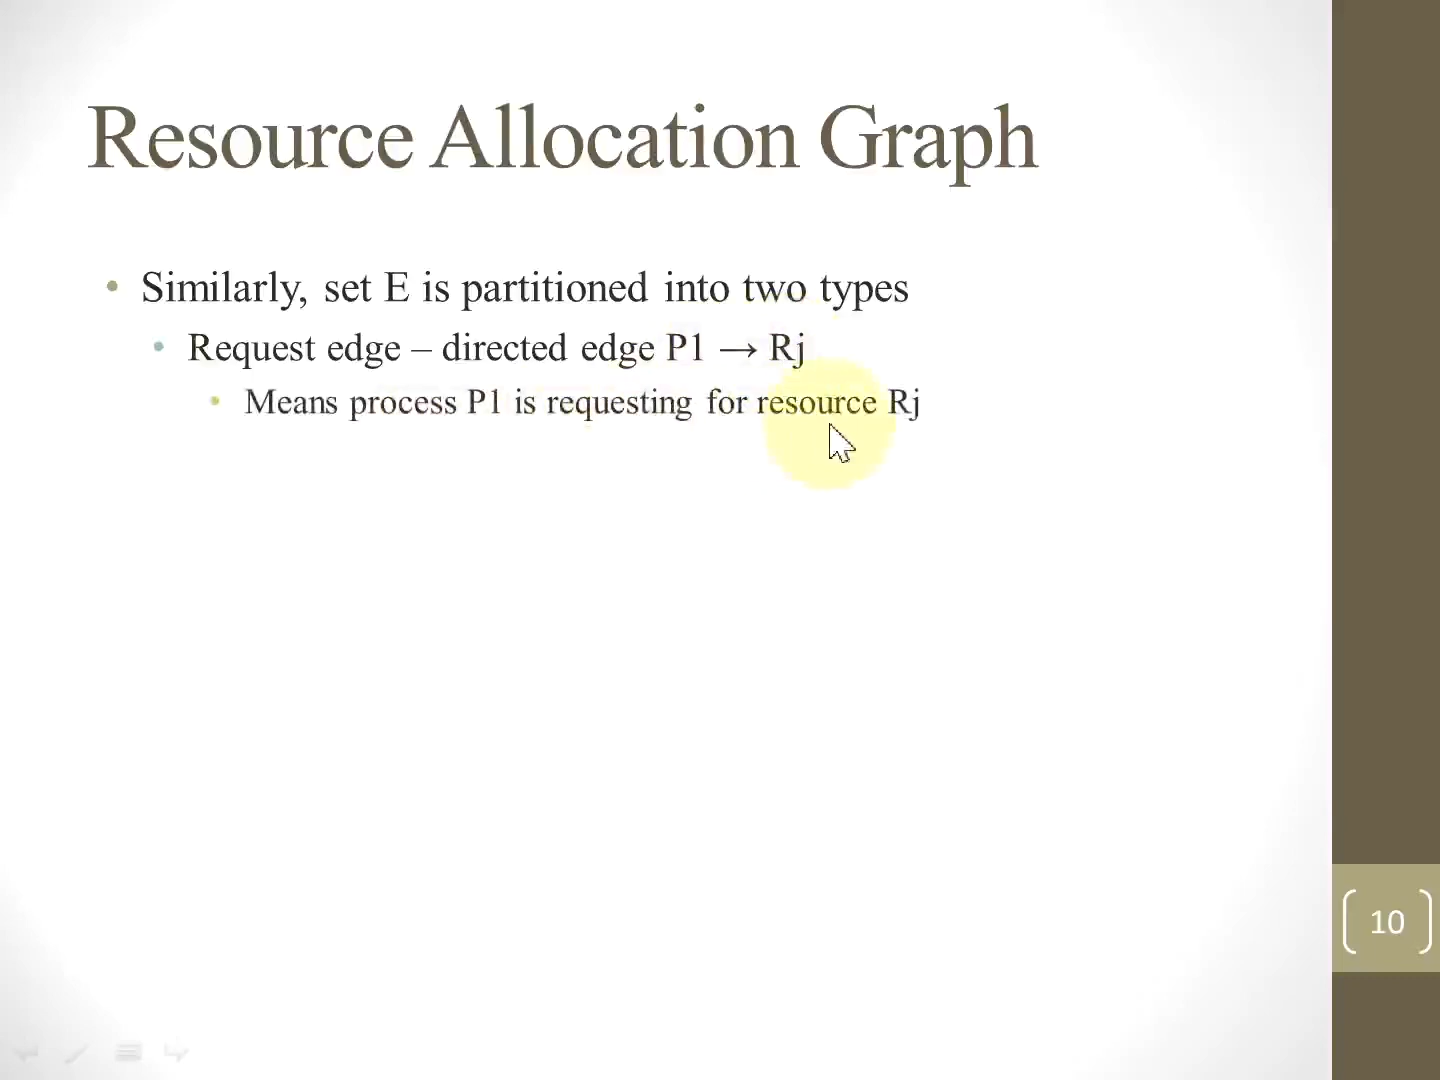 Resource Allocation Graph
• Similarly, set E is partitioned into two types
• Request edge – directed edge P1 → Rj
• Means process P1 is requesting for resource Rj
10